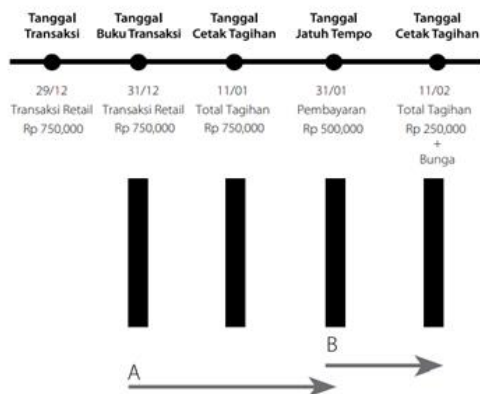 Tanggal
Transaksi
Tanggal
Buku Transaksi
Tanggal
Cetak Tagihan
Tanggal
Jatuh Tempo
Tanggal
Cetak Tagihan
29/12
Transaksi Retail
Rp 750,000
31/12
Transaksi Retail
Rp 750,000
11/01
Total Tagihan
Rp 750,000
31/01
Pembayaran
Rp 500,000
11/02
Total Tagihan
Rp 250,000
+
Bunga
A
B